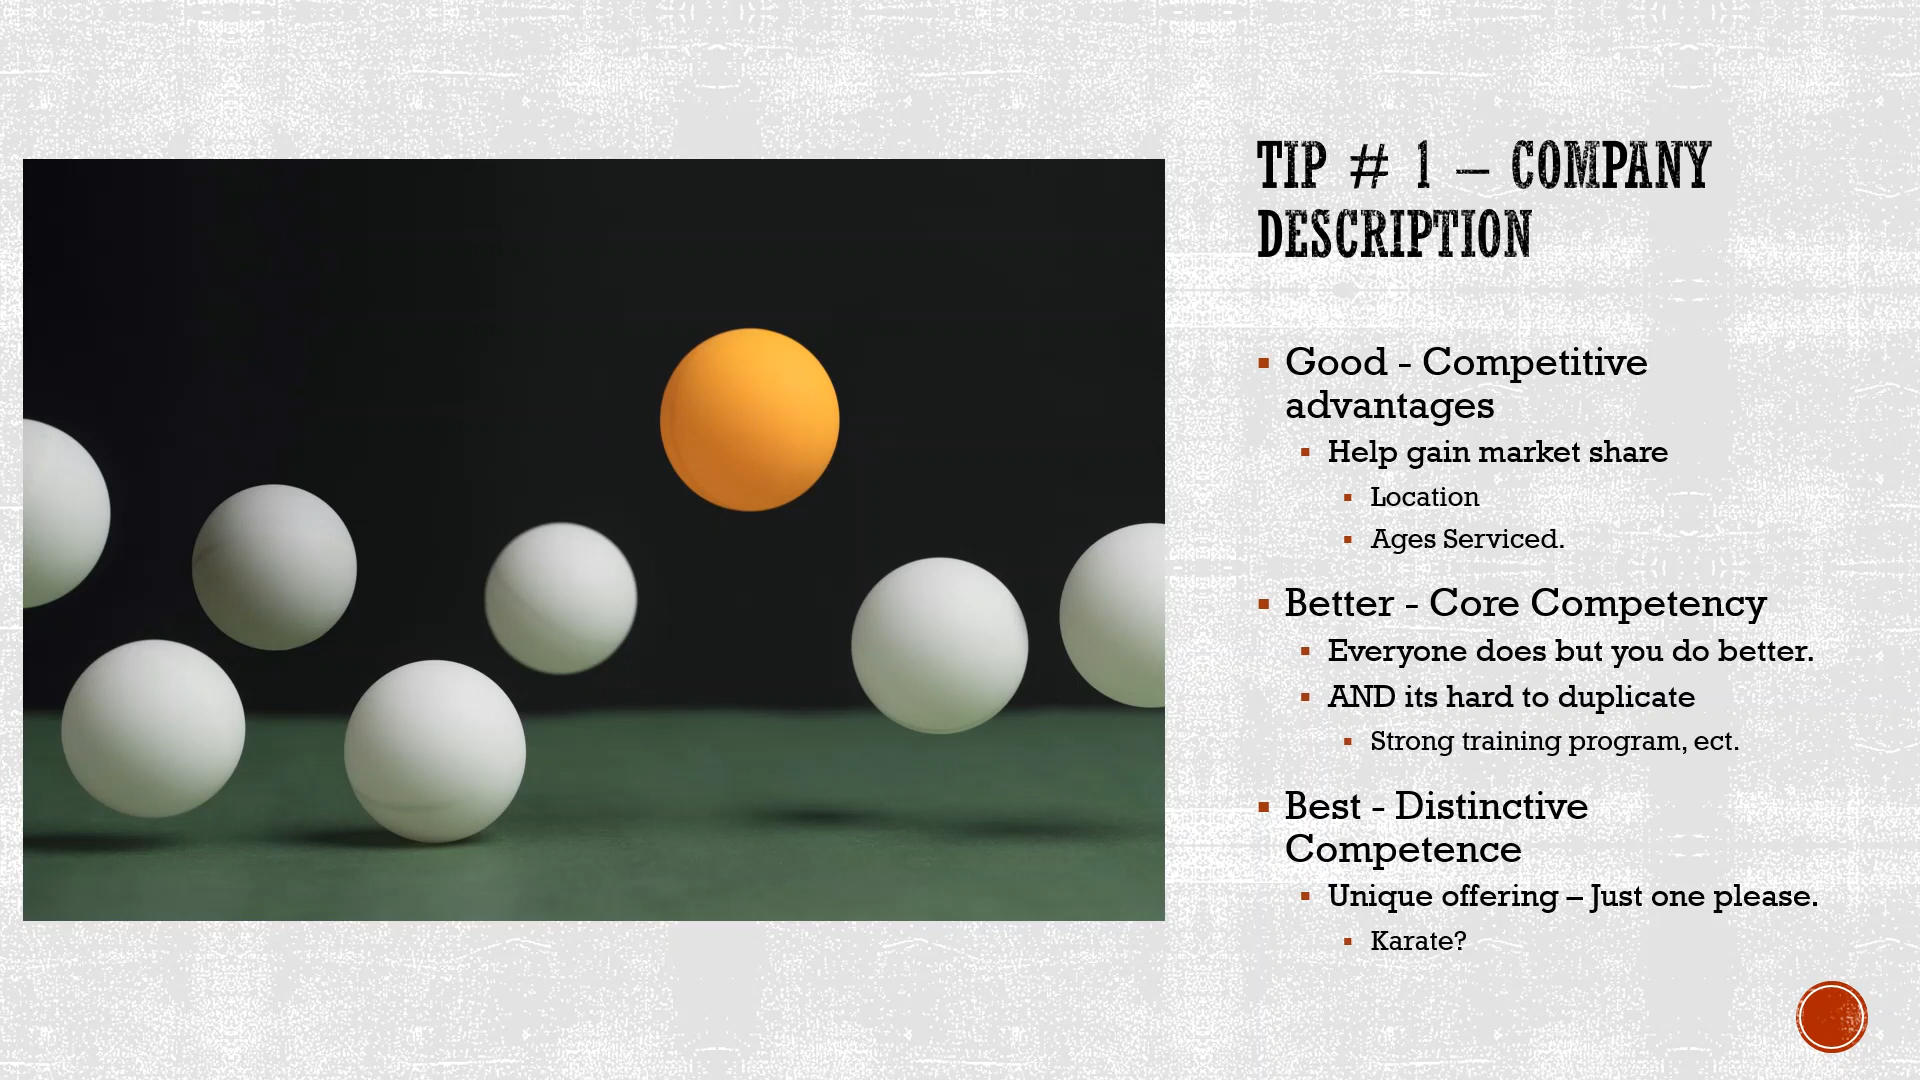 TIP # 1 – COMPANY
DESCRIPTION
Good - Competitive
advantages
Help gain market share
Location
Ages Serviced.
Better - Core Competency
Everyone does but you do better.
AND its hard to duplicate
Strong training program, ect.
Best - Distinctive
Competence
Unique offering – Just one please.
Karate?